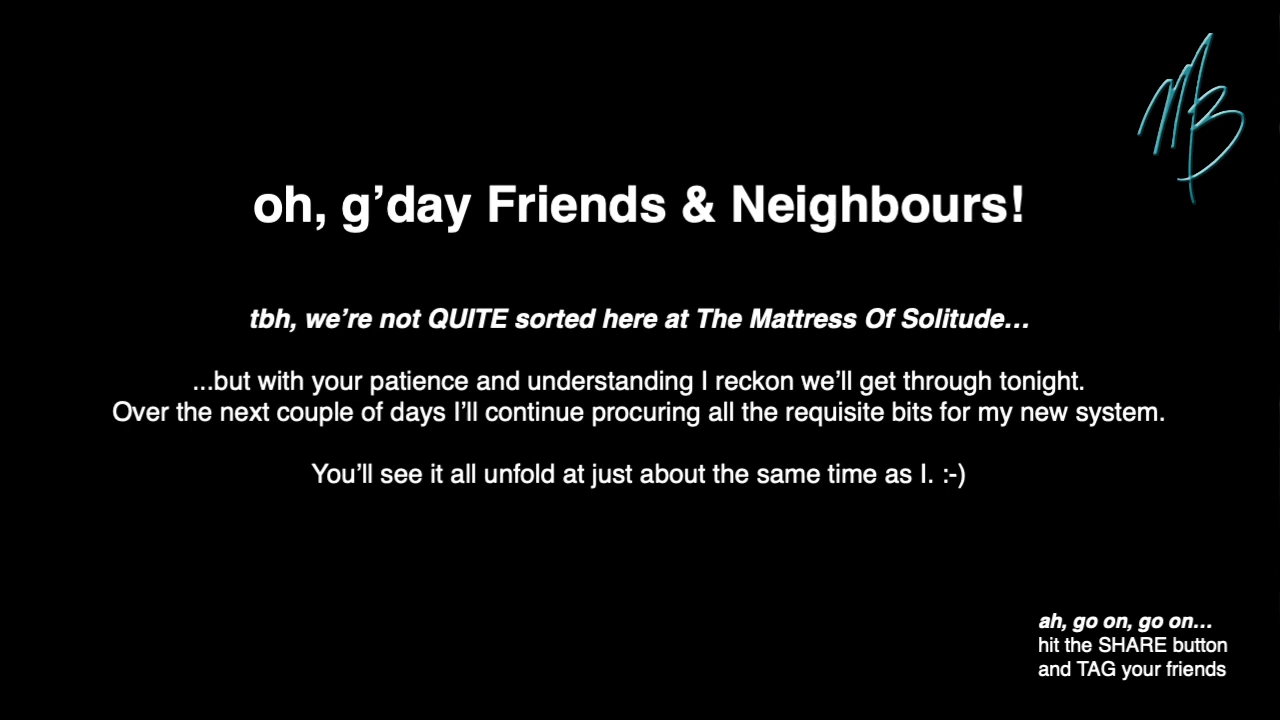 MB
oh, g’day Friends & Neighbours!
tbh, we’re not QUITE sorted here at The Mattress Of Solitude...
...but with your patience and understanding I reckon we’ll get through tonight.
Over the next couple of days I’ll continue procuring all the requisite bits for my new system.
You’ll see it all unfold at just about the same time as I. :-)
ah, go on, go on...
hit the SHARE button
and TAG your friends